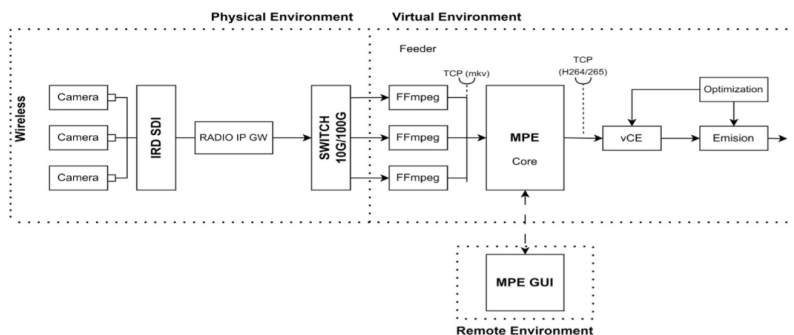 Physical Environment
Virtual Environment
Wireless
Camera
Camera
Camera
IRD SDI
RADIO IP GW
SWITCH
10G/100G
Feeder
FFmpeg
FFmpeg
FFmpeg
TCP (mkv)
MPE
Core
TCP
(H264/265)
Optimization
vCE
Emision
MPE GUI
Remote Environment